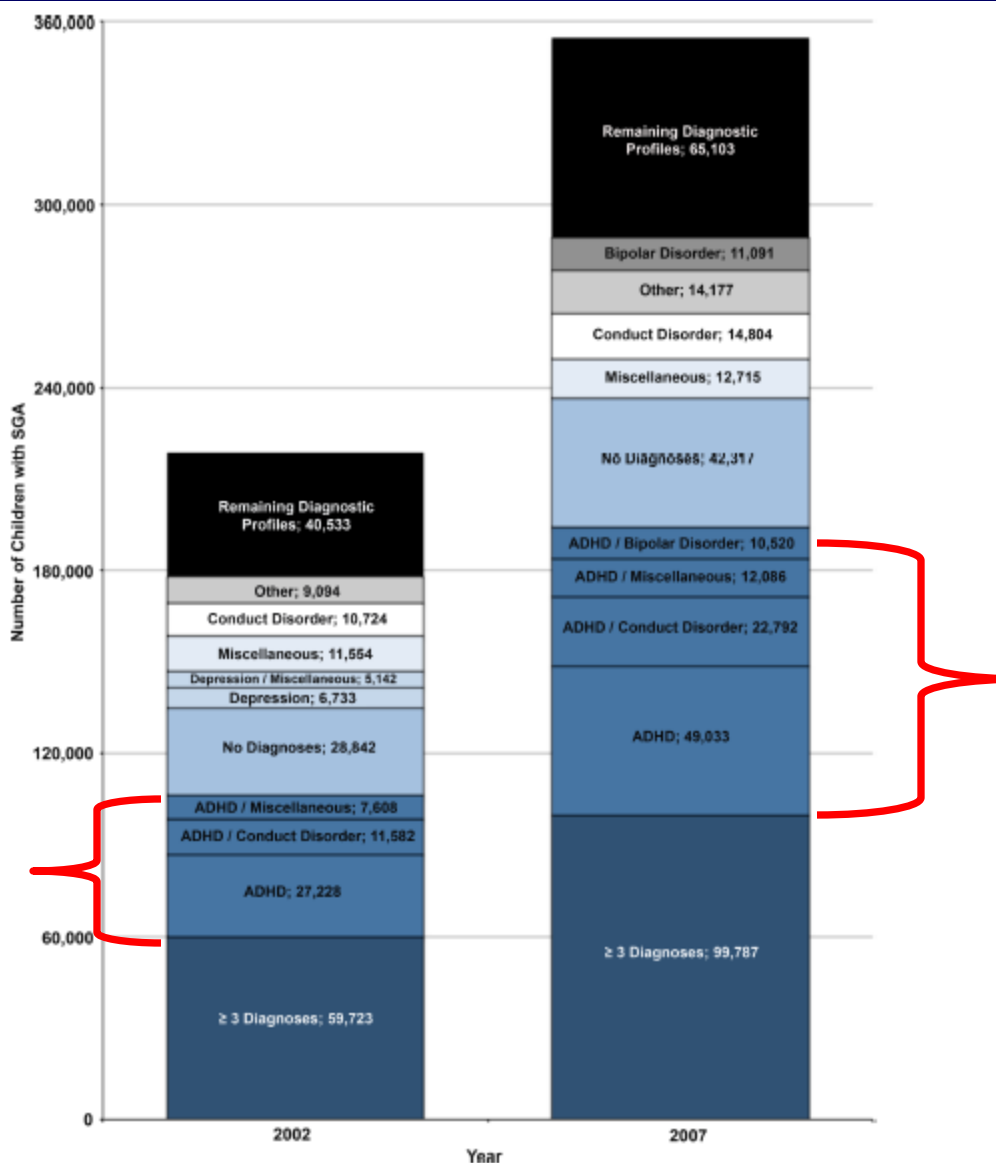 360,000
300,000
240,000
180,000
120,000
60,000
0
Number of Children with SGA
Remaining Diagnostic
Profiles; 40,533
Other; 9,094
Conduct Disorder; 10,724
Miscellaneous; 11,554
Depression / Miscellaneous; 5,142
Depression; 6,733
No Diagnoses; 28,842
ADHD / Miscellaneous; 7,608
ADHD / Conduct Disorder; 11,582
ADHD; 27,228
≥ 3 Diagnoses; 59,723
Remaining Diagnostic
Profiles; 65,103
Bipolar Disorder; 11,091
Other; 14,177
Conduct Disorder; 14,804
Miscellaneous; 12,715
No Diagnoses; 42,317
ADHD / Bipolar Disorder; 10,520
ADHD / Miscellaneous; 12,086
ADHD / Conduct Disorder; 22,792
ADHD; 49,033
≥ 3 Diagnoses; 99,787
2002
2007
Year